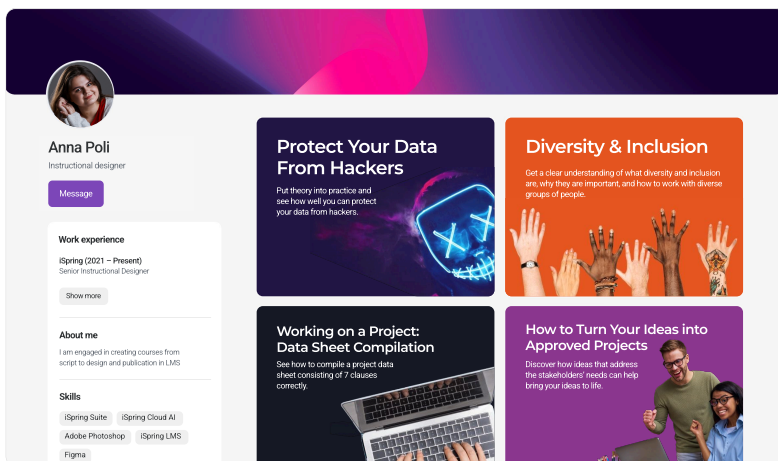 Anna Poli
Instructional designer
Message
Work experience
iSpring (2021 – Present)
Senior Instructional Designer
Show more
About me
I am engaged in creating courses from
script to design and publication in LMS
Skills
iSpring Suite
iSpring Cloud AI
Adobe Photoshop
iSpring LMS
Figma
Protect Your Data
From Hackers
Put theory into practice and
see how well you can protect
your data from hackers.
Diversity & Inclusion
Get a clear understanding of what diversity and inclusion
are, why they are important, and how to work with diverse
groups of people.
Working on a Project:
Data Sheet Compilation
See how to compile a project data
sheet consisting of 7 clauses
correctly.
How to Turn Your Ideas into
Approved Projects
Discover how ideas that address
the stakeholders' needs can help
bring your ideas to life.